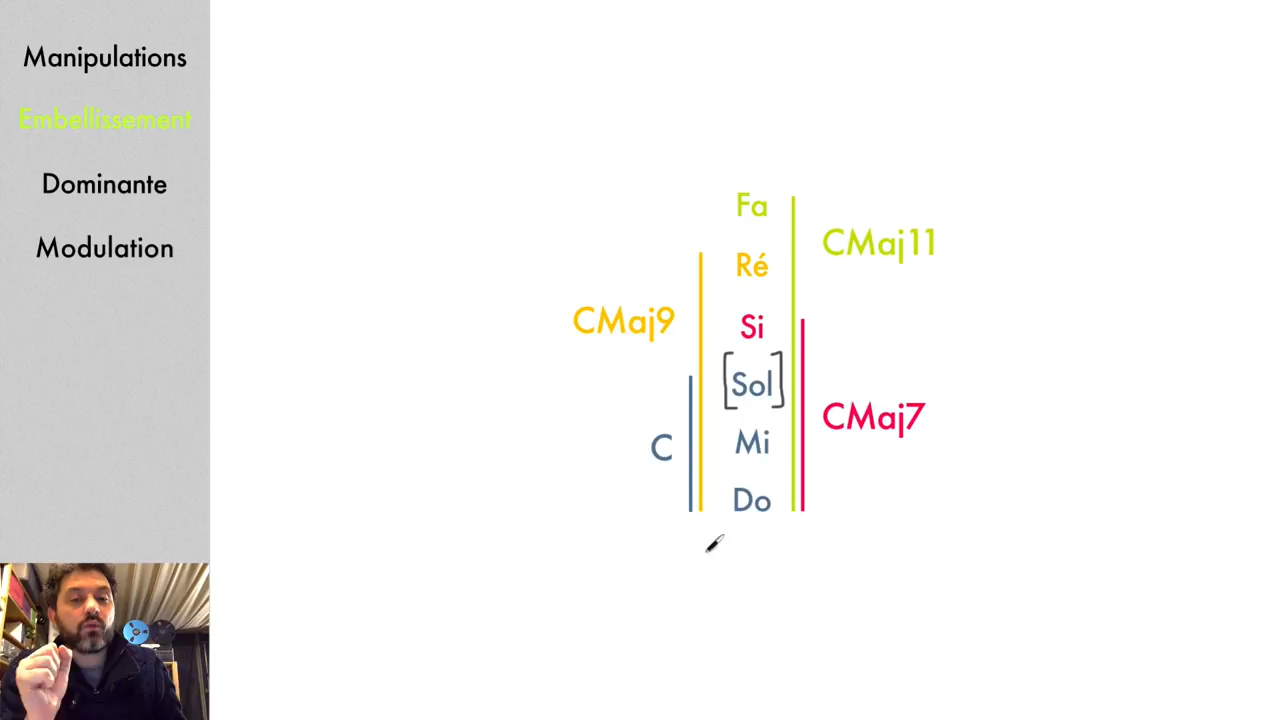 Manipulations
Embellissement
Dominante
Modulation
Fa
CMaj11
Ré
CMaj9
Si
[Sol]
CMaj7
C
Mi
Do